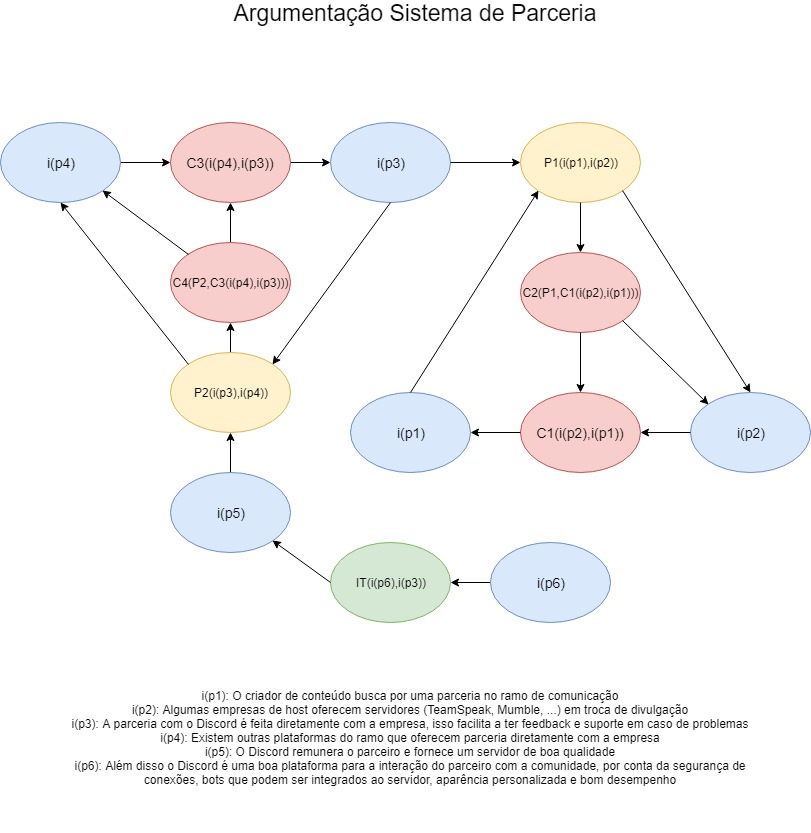 Argumentação Sistema de Parceria
i(p4)
C3(i(p4),i(p3))
i(p3)
P1(i(p1),i(p2))
C4(P2,C3(i(p4),i(p3)))
C2(P1,C1(i(p2),i(p1)))
P2(i(p3),i(p4))
i(p1)
C1(i(p2),i(p1))
i(p2)
i(p5)
IT(i(p6),i(p3))
i(p6)
i(p1): O criador de conteúdo busca por uma parceria no ramo de comunicação
i(p2): Algumas empresas de host oferecem servidores (TeamSpeak, Mumble, ...) em troca de divulgação
i(p3): A parceria com o Discord é feita diretamente com a empresa, isso facilita a ter feedback e suporte em caso de problemas
i(p4): Existem outras plataformas do ramo que oferecem parceria diretamente com a empresa
i(p5): O Discord remunera o parceiro e fornece um servidor de boa qualidade
i(p6): Além disso o Discord é uma boa plataforma para a interação do parceiro com a comunidade, por conta da segurança de
conexões, bots que podem ser integrados ao servidor, aparência personalizada e bom desempenho